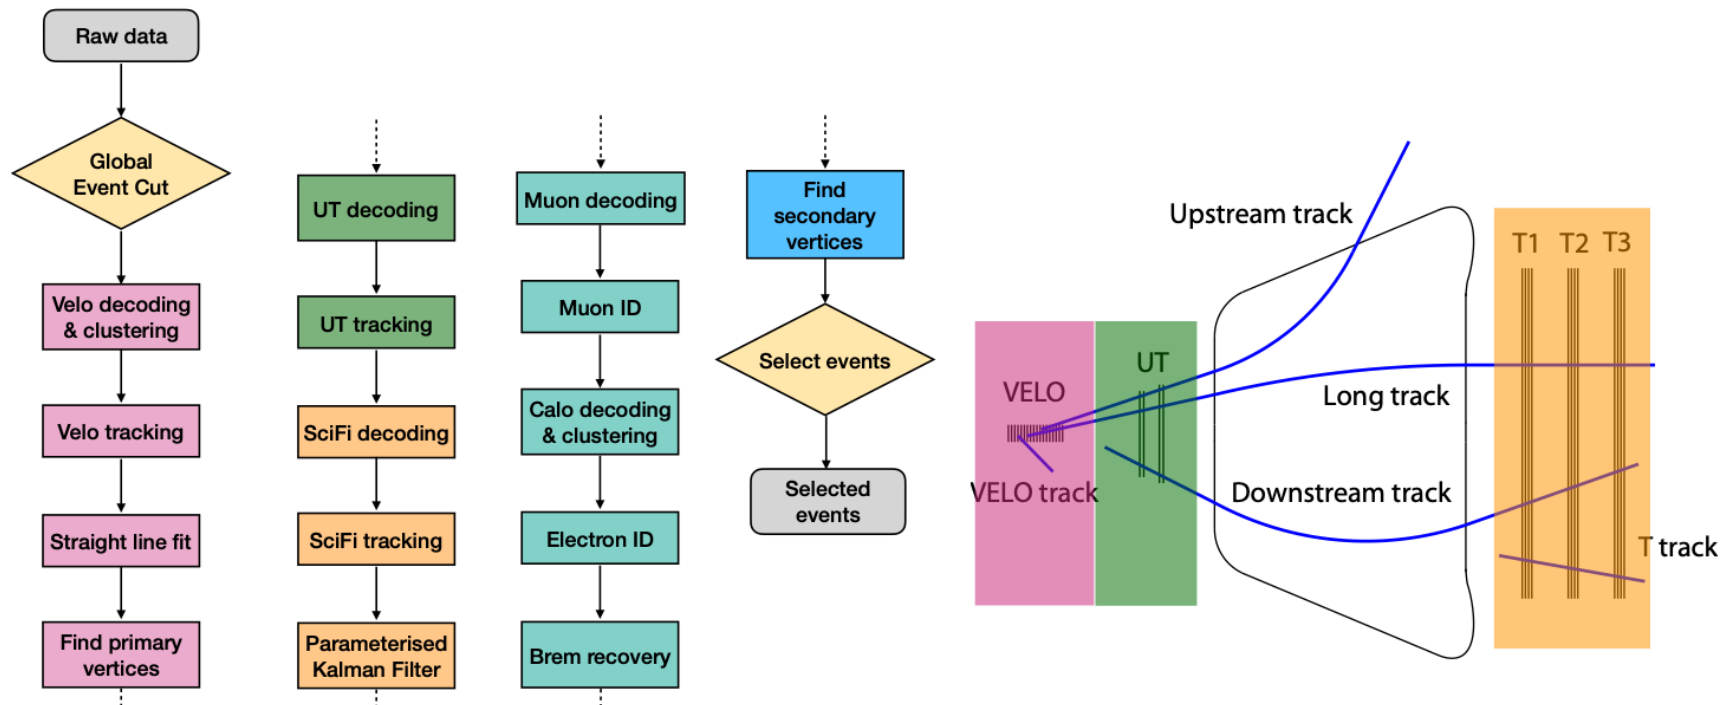 Raw data
Global
Event Cut
Velo decoding
& clustering
Velo tracking
Straight line fit
Find primary
vertices
UT decoding
UT tracking
SciFi decoding
SciFi tracking
Parameterised
Kalman Filter
Muon decoding
Muon ID
Calo decoding
& clustering
Electron ID
Brem recovery
Find
secondary
vertices
Select events
Selected
events
Upstream track
T1 T2 T3
UT
VELO
Long track
VELO track
Downstream track
T track